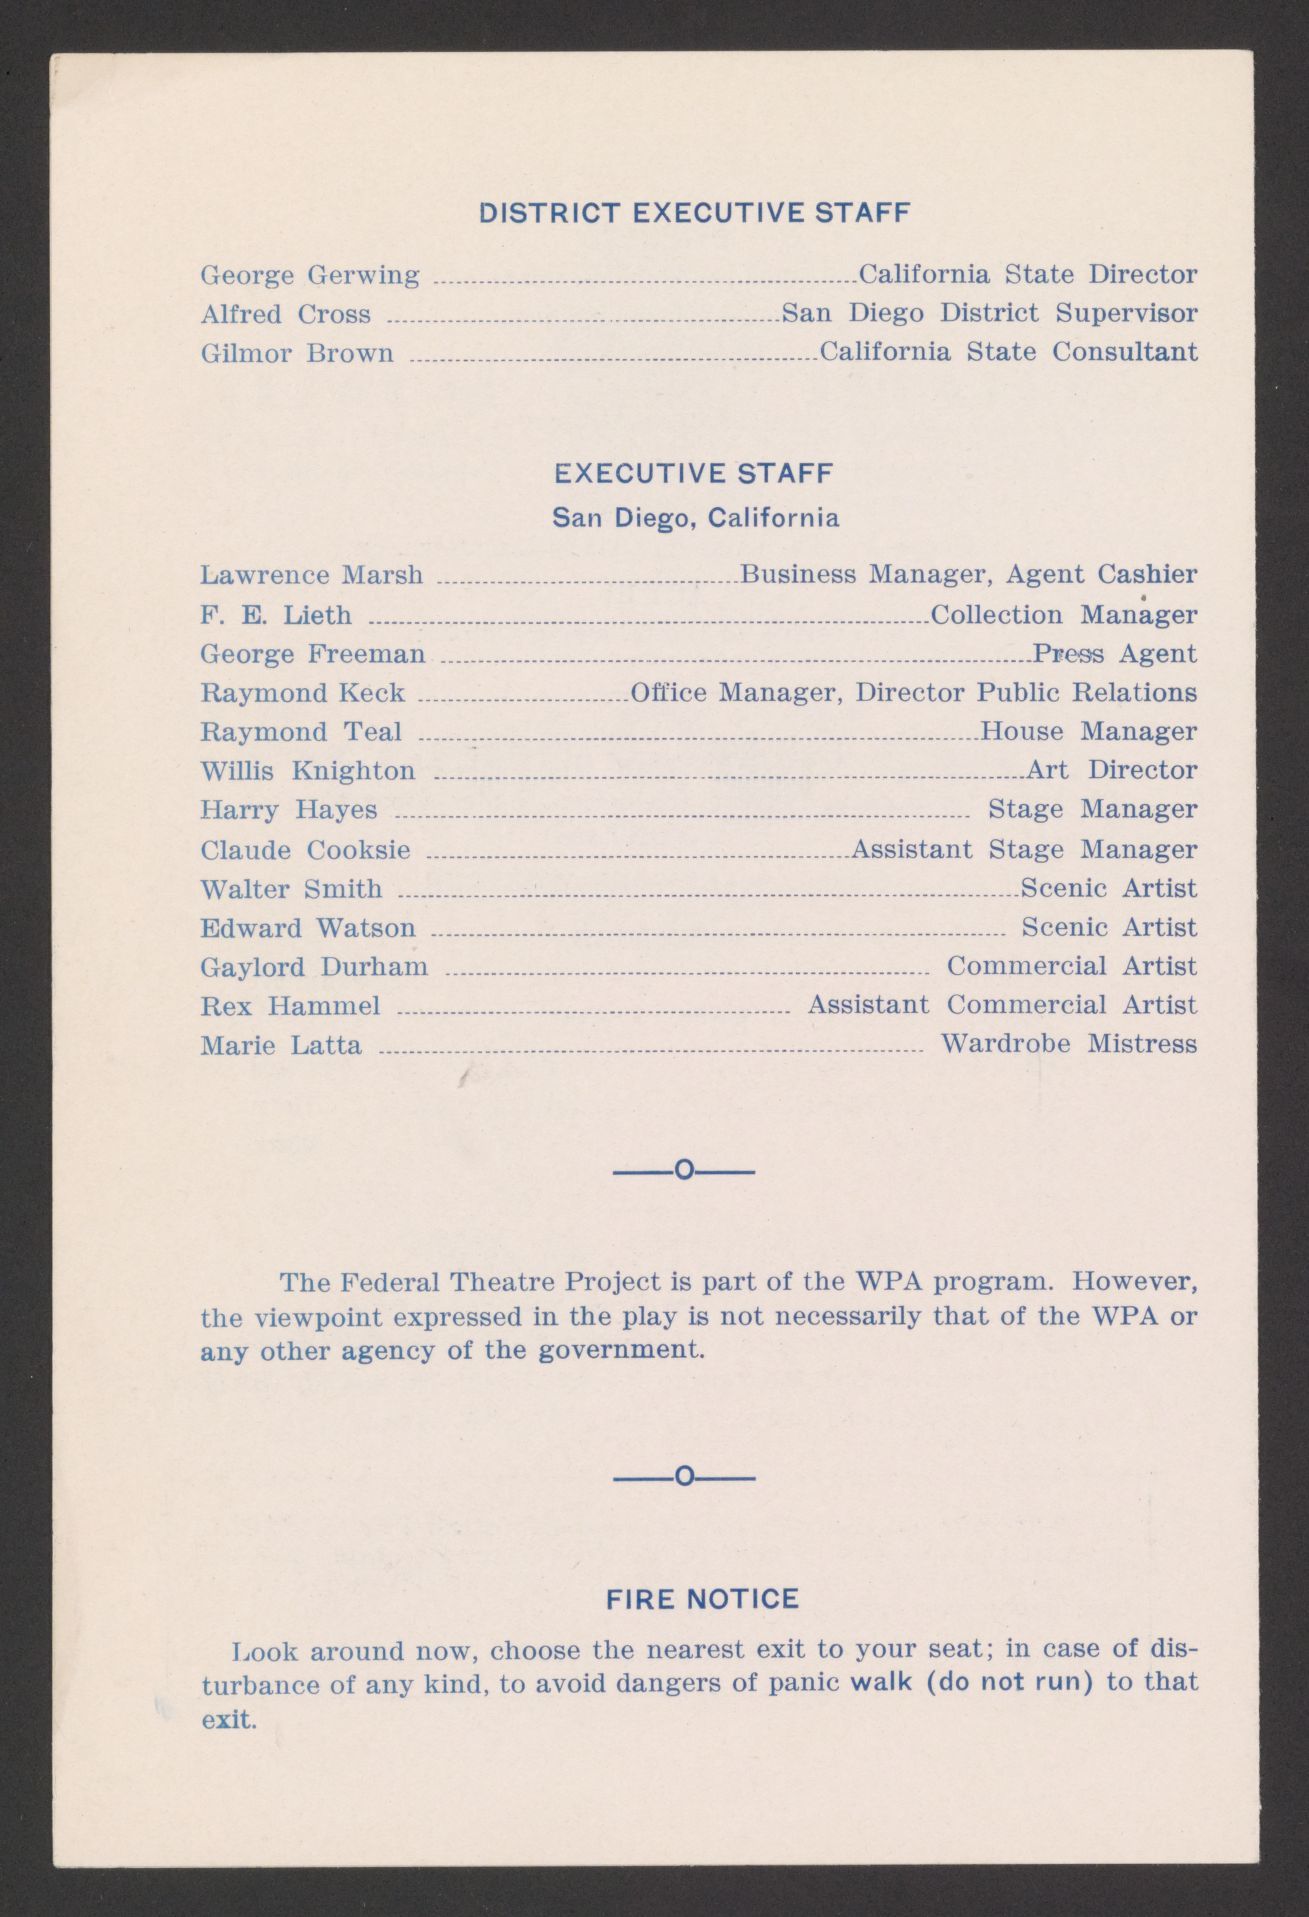 DISTRICT EXECUTIVE STAFF
George Gerwing ........ California State Director
Alfred Cross ........ San Diego District Supervisor
Gilmor Brown ........ California State Consultant
EXECUTIVE STAFF
San Diego, California
Lawrence Marsh ........ Business Manager, Agent Cashier
F. E. Lieth ........ Collection Manager
George Freeman ........ Press Agent
Raymond Keck ........ Office Manager, Director Public Relations
Raymond Teal ........ House Manager
Willis Knighton ........ Art Director
Harry Hayes ........ Stage Manager
Claude Cooksie ........ Assistant Stage Manager
Walter Smith ........ Scenic Artist
Edward Watson ........ Scenic Artist
Gaylord Durham ........ Commercial Artist
Rex Hammel ........ Assistant Commercial Artist
Marie Latta ........ Wardrobe Mistress
——O——
The Federal Theatre Project is part of the WPA program. However,
the viewpoint expressed in the play is not necessarily that of the WPA or
any other agency of the government.
——O——
FIRE NOTICE
Look around now, choose the nearest exit to your seat; in case of dis-
turbance of any kind, to avoid dangers of panic walk (do not run) to that
exit.